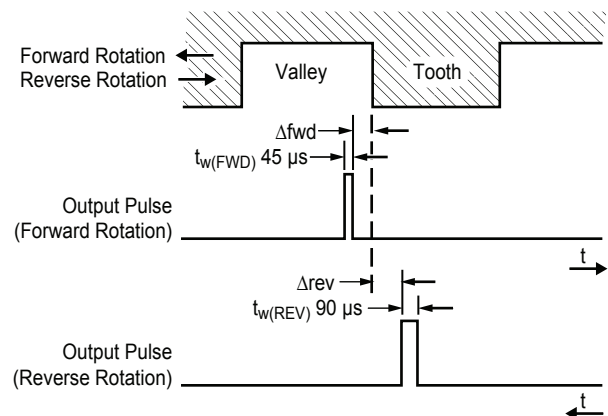 Forward Rotation
Reverse Rotation
Valley
Tooth
Δfwd
tw(FWD) 45 µs
Output Pulse
(Forward Rotation)
t
Δrev
tw(REV) 90 µs
Output Pulse
(Reverse Rotation)
t